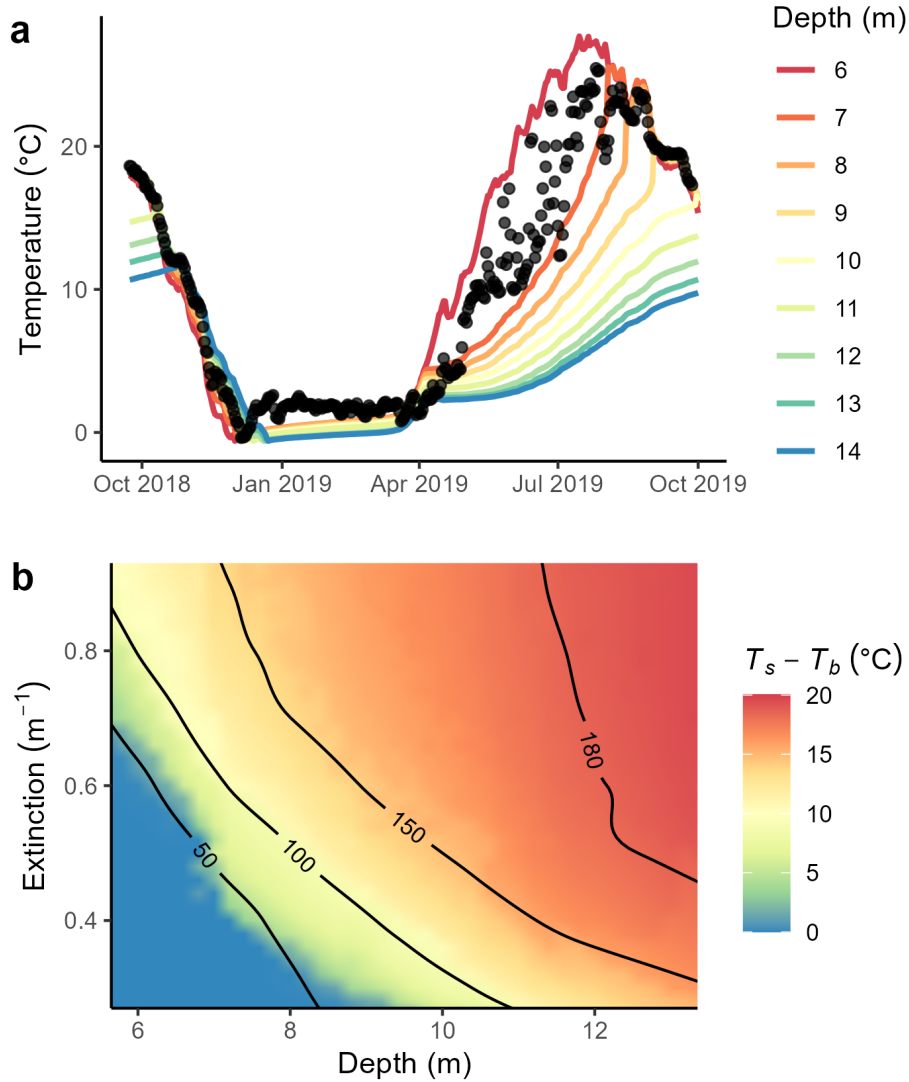 a
Depth (m)
6
7
8
9
10
11
12
13
14
Temperature (°C)
20
10
0
Oct 2018 Jan 2019 Apr 2019 Jul 2019 Oct 2019
b
Extinction (m⁻¹)
0.8
0.6
0.4
50
100
150
180
6 8 10 12
Depth (m)
Tₛ − T_b (°C)
20
15
10
5
0